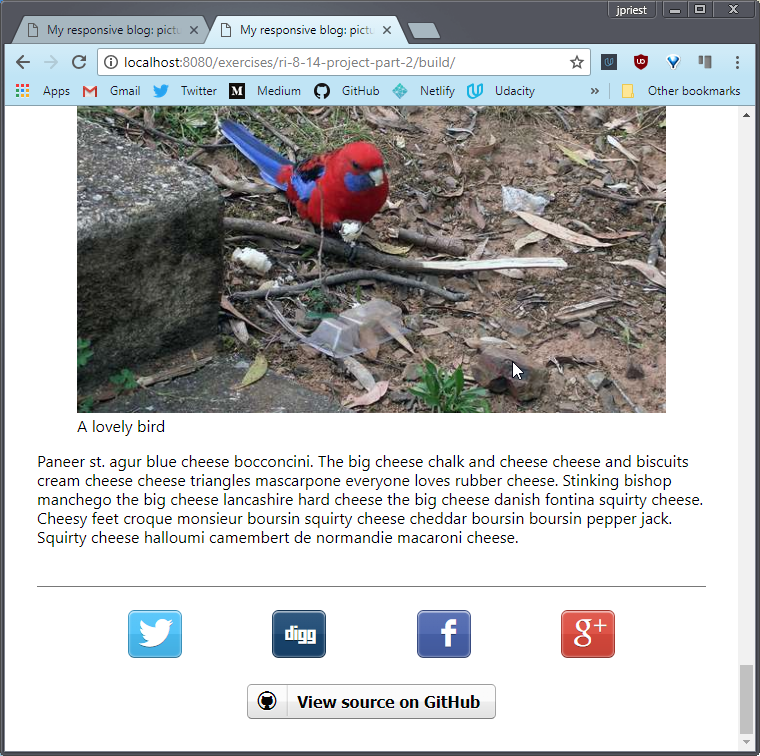 jpriest
My responsive blog: pictu
My responsive blog: pictu
localhost:8080/exercises/ri-8-14-project-part-2/build/
Apps Gmail Twitter Medium GitHub Netlify Udacity » Other bookmarks
A lovely bird
Paneer st. agur blue cheese bocconcini. The big cheese chalk and cheese cheese and biscuits
cream cheese cheese triangles mascarpone everyone loves rubber cheese. Stinking bishop
manchego the big cheese lancashire hard cheese the big cheese danish fontina squirty cheese.
Cheesy feet croque monsieur boursin squirty cheese cheddar boursin boursin pepper jack.
Squirty cheese halloumi camembert de normandie macaroni cheese.
digg f g+
View source on GitHub